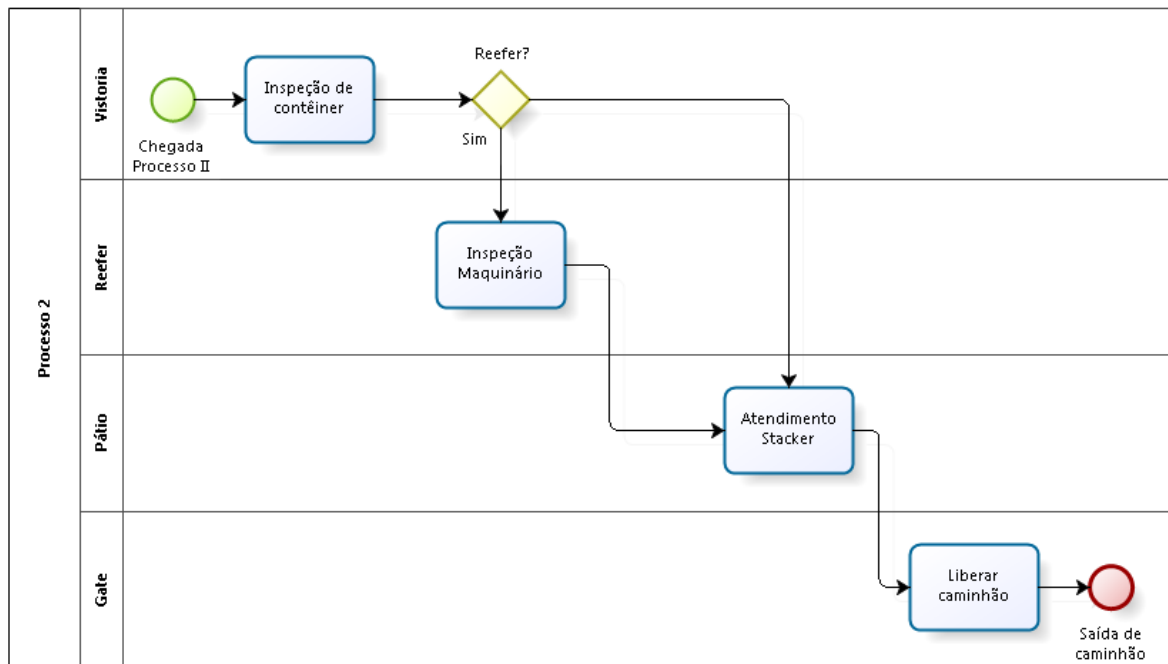 Processo 2
Vistoria
Chegada
Processo II
Inspeção de
contêiner
Reefer?
Sim
Reefer
Inspeção
Maquinário
Pátio
Atendimento
Stacker
Gate
Liberar
caminhão
Saída de
caminhão